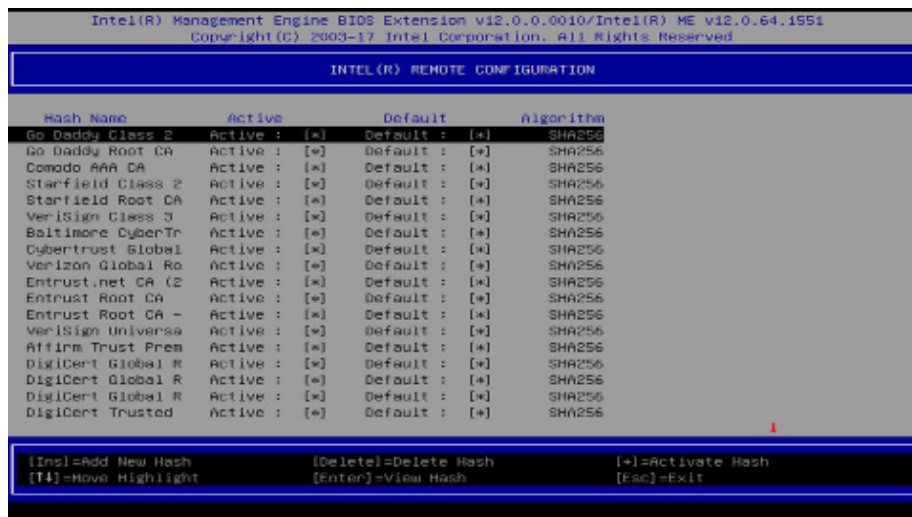 Intel(R) Management Engine BIOS Extension v12.0.0.0010/Intel(R) ME v12.0.64.1551
Copyright(C) 2003-17 Intel Corporation. All Rights Reserved
INTEL(R) REMOTE CONFIGURATION
Hash Name Active Default Algorithm
Go Daddy Class 2 Active : [*] Default : [*] SHA256
Go Daddy Root CA Active : [*] Default : [*] SHA256
Comodo AAA CA Active : [*] Default : [*] SHA256
Starfield Class 2 Active : [*] Default : [*] SHA256
Starfield Root CA Active : [*] Default : [*] SHA256
VeriSign Class 3 Active : [*] Default : [*] SHA256
Baltimore CyberTr Active : [*] Default : [*] SHA256
Cybertrust Global Active : [*] Default : [*] SHA256
Verizon Global Ro Active : [*] Default : [*] SHA256
Entrust.net CA (2 Active : [*] Default : [*] SHA256
Entrust Root CA Active : [*] Default : [*] SHA256
Entrust Root CA - Active : [*] Default : [*] SHA256
VeriSign Universa Active : [*] Default : [*] SHA256
Affirm Trust Prem Active : [*] Default : [*] SHA256
DigiCert Global R Active : [*] Default : [*] SHA256
DigiCert Global R Active : [*] Default : [*] SHA256
DigiCert Global R Active : [*] Default : [*] SHA256
DigiCert Trusted Active : [*] Default : [*] SHA256
↓
[Ins]=Add New Hash [Delete]=Delete Hash [+]=Activate Hash
[↑↓]=Move Highlight [Enter]=View Hash [Esc]=Exit